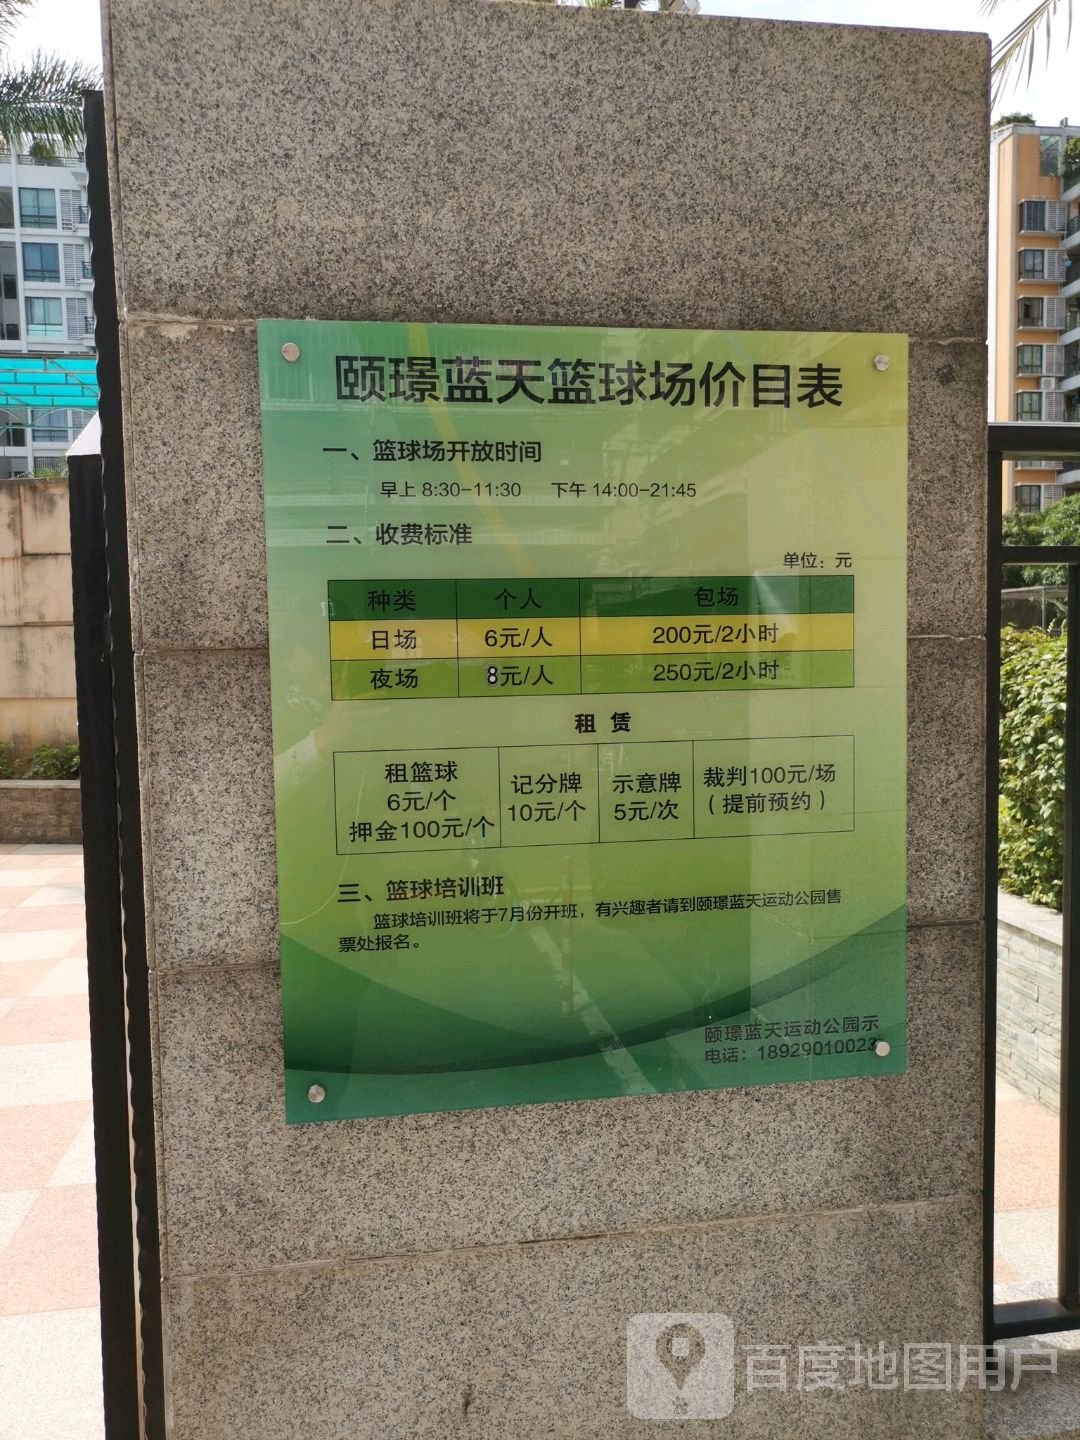 颐璟蓝天篮球场价目表
一、篮球场开放时间
早上 8:30-11:30 下午 14:00-21:45
二、收费标准
单位：元
种类 个人 包场
日场 6元/人 200元/2小时
夜场 8元/人 250元/2小时
租 赁
租篮球
6元/个
押金100元/个
记分牌
10元/个
示意牌
5元/次
裁判100元/场
（提前预约）
三、篮球培训班
篮球培训班将于7月份开班，有兴趣者请到颐璟蓝天运动公园售
票处报名。
颐璟蓝天运动公园示
电话：18929010023
百度地图用户